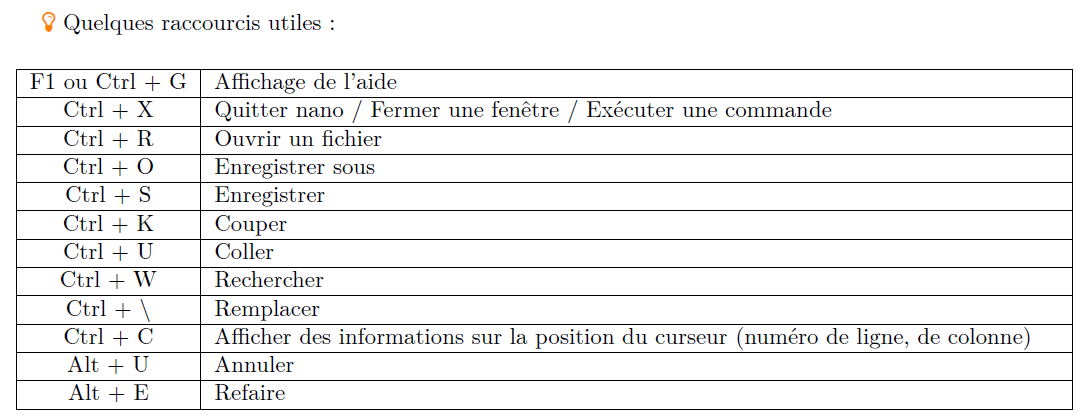 Quelques raccourcis utiles :
F1 ou Ctrl + G Affichage de l'aide
Ctrl + X Quitter nano / Fermer une fenêtre / Exécuter une commande
Ctrl + R Ouvrir un fichier
Ctrl + O Enregistrer sous
Ctrl + S Enregistrer
Ctrl + K Couper
Ctrl + U Coller
Ctrl + W Rechercher
Ctrl + \ Remplacer
Ctrl + C Afficher des informations sur la position du curseur (numéro de ligne, de colonne)
Alt + U Annuler
Alt + E Refaire